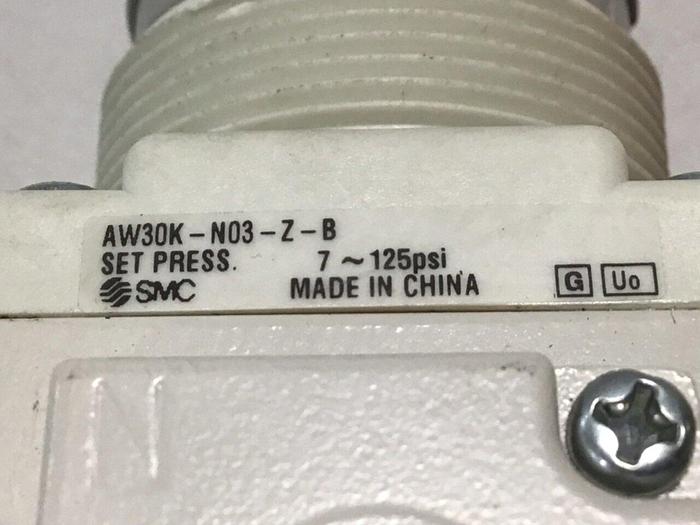 AW30K-N03-Z-B
SET PRESS. 7~125psi
SMC MADE IN CHINA G Uo